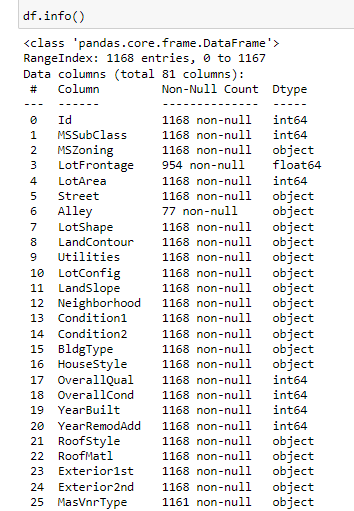 df.info()
<class 'pandas.core.frame.DataFrame'>
RangeIndex: 1168 entries, 0 to 1167
Data columns (total 81 columns):
 #   Column         Non-Null Count  Dtype
---  ------         --------------  -----
 0   Id             1168 non-null   int64
 1   MSSubClass     1168 non-null   int64
 2   MSZoning       1168 non-null   object
 3   LotFrontage    954 non-null    float64
 4   LotArea        1168 non-null   int64
 5   Street         1168 non-null   object
 6   Alley          77 non-null     object
 7   LotShape       1168 non-null   object
 8   LandContour    1168 non-null   object
 9   Utilities      1168 non-null   object
 10  LotConfig      1168 non-null   object
 11  LandSlope      1168 non-null   object
 12  Neighborhood   1168 non-null   object
 13  Condition1     1168 non-null   object
 14  Condition2     1168 non-null   object
 15  BldgType       1168 non-null   object
 16  HouseStyle     1168 non-null   object
 17  OverallQual    1168 non-null   int64
 18  OverallCond    1168 non-null   int64
 19  YearBuilt      1168 non-null   int64
 20  YearRemodAdd   1168 non-null   int64
 21  RoofStyle      1168 non-null   object
 22  RoofMatl       1168 non-null   object
 23  Exterior1st    1168 non-null   object
 24  Exterior2nd    1168 non-null   object
 25  MasVnrType     1161 non-null   object